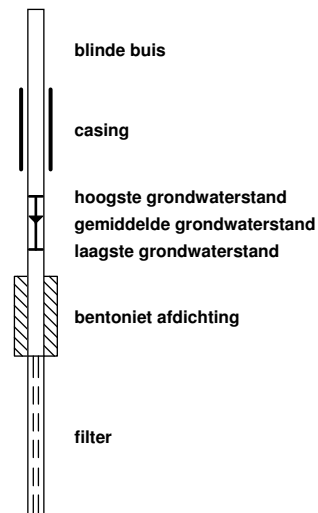 blinde buis
casing
hoogste grondwaterstand
gemiddelde grondwaterstand
laagste grondwaterstand
bentoniet afdichting
filter